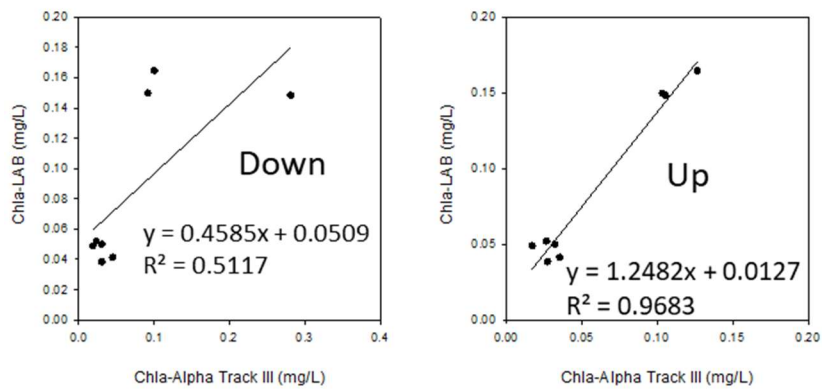 0.20
0.18
0.16
0.14
0.12
0.10
0.08
0.06
0.04
0.02
0.00
Chla-LAB (mg/L)
Down
y = 0.4585x + 0.0509
R² = 0.5117
0.0 0.1 0.2 0.3 0.4
Chla-Alpha Track III (mg/L)
0.20
0.15
0.10
0.05
0.00
Chla-LAB (mg/L)
Up
y = 1.2482x + 0.0127
R² = 0.9683
0.00 0.10 0.20
Chla-Alpha Track III (mg/L)